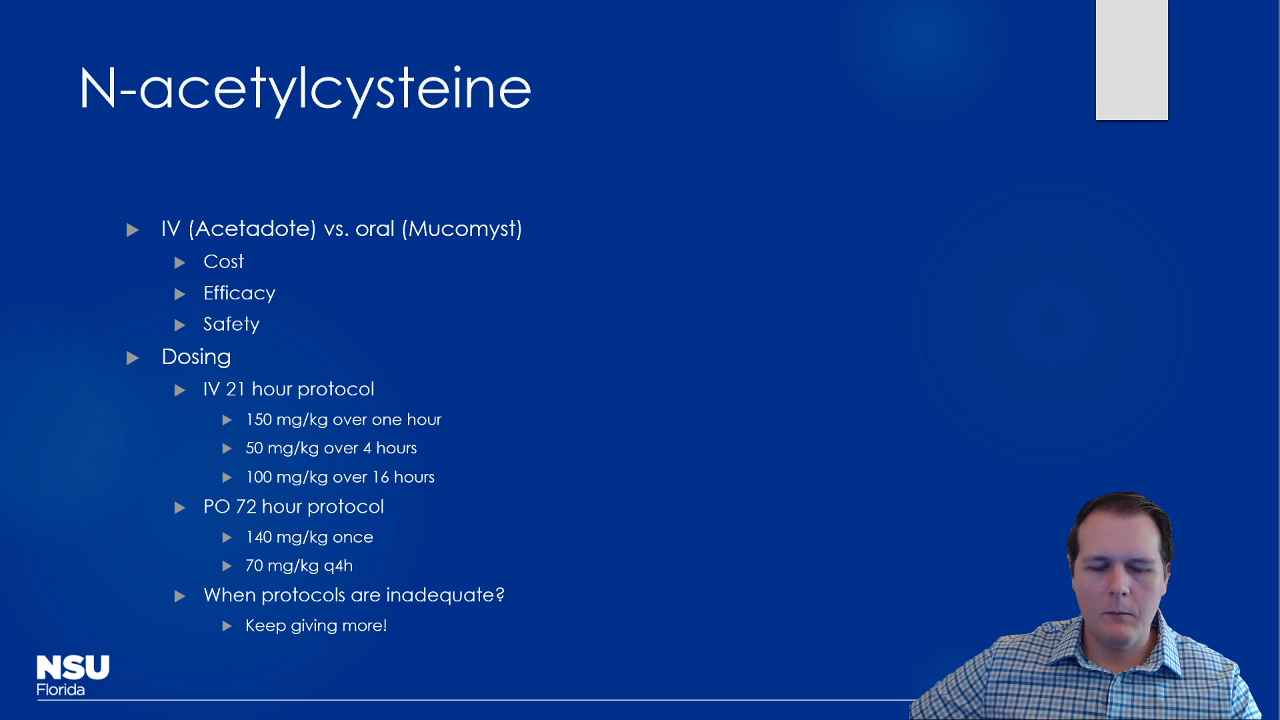 N-acetylcysteine
IV (Acetadote) vs. oral (Mucomyst)
Cost
Efficacy
Safety
Dosing
IV 21 hour protocol
150 mg/kg over one hour
50 mg/kg over 4 hours
100 mg/kg over 16 hours
PO 72 hour protocol
140 mg/kg once
70 mg/kg q4h
When protocols are inadequate?
Keep giving more!
NSU
Florida